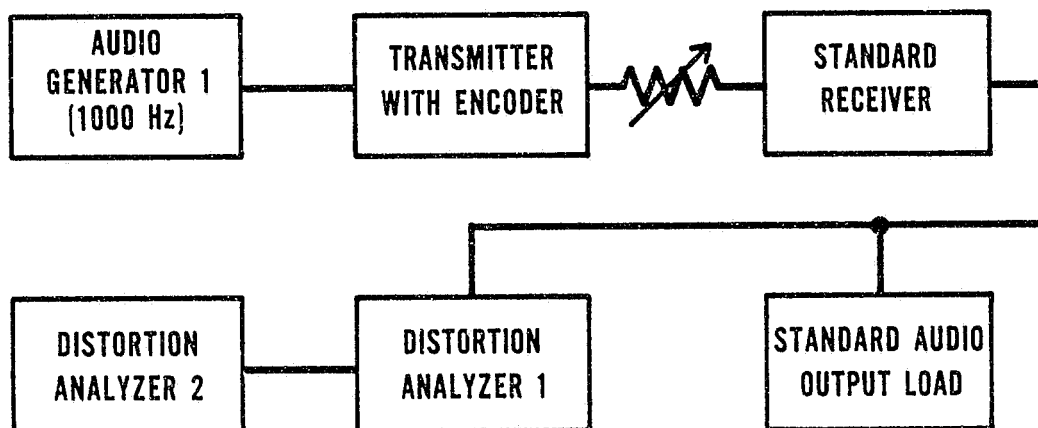 AUDIO
GENERATOR 1
(1000 Hz)
TRANSMITTER
WITH ENCODER
STANDARD
RECEIVER
DISTORTION
ANALYZER 2
DISTORTION
ANALYZER 1
STANDARD AUDIO
OUTPUT LOAD